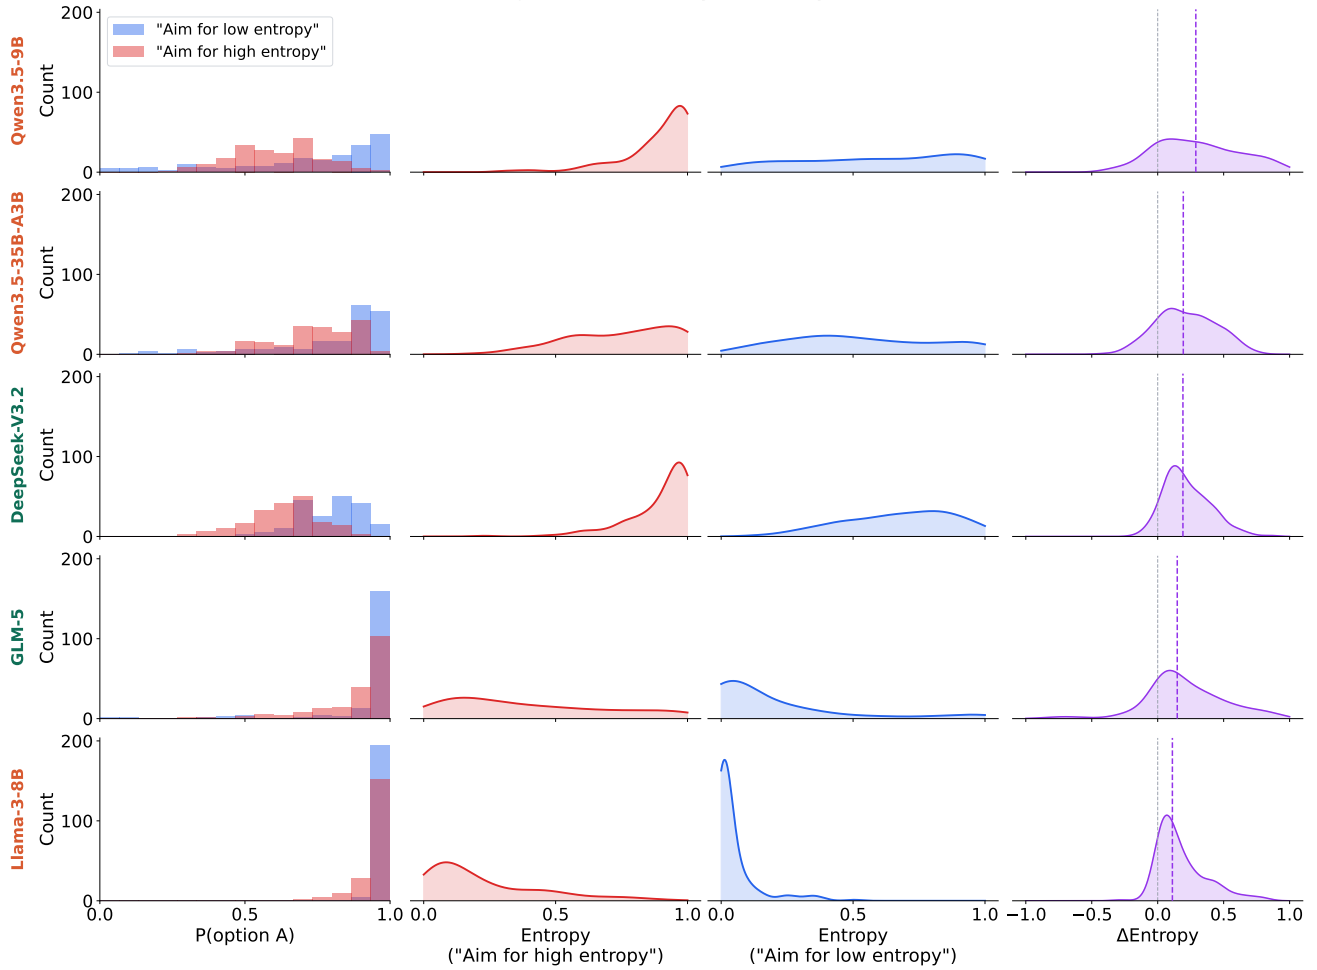 Qwen3.5-9B
Count
200
100
0
"Aim for low entropy"
"Aim for high entropy"
Qwen3.5-35B-A3B
Count
200
100
0
DeepSeek-V3.2
Count
200
100
0
GLM-5
Count
200
100
0
Llama-3-8B
Count
200
100
0
0.0 0.5 1.0
P(option A)
0.0 0.5 1.0
Entropy
("Aim for high entropy")
0.0 0.5 1.0
Entropy
("Aim for low entropy")
−1.0 −0.5 0.0 0.5 1.0
ΔEntropy